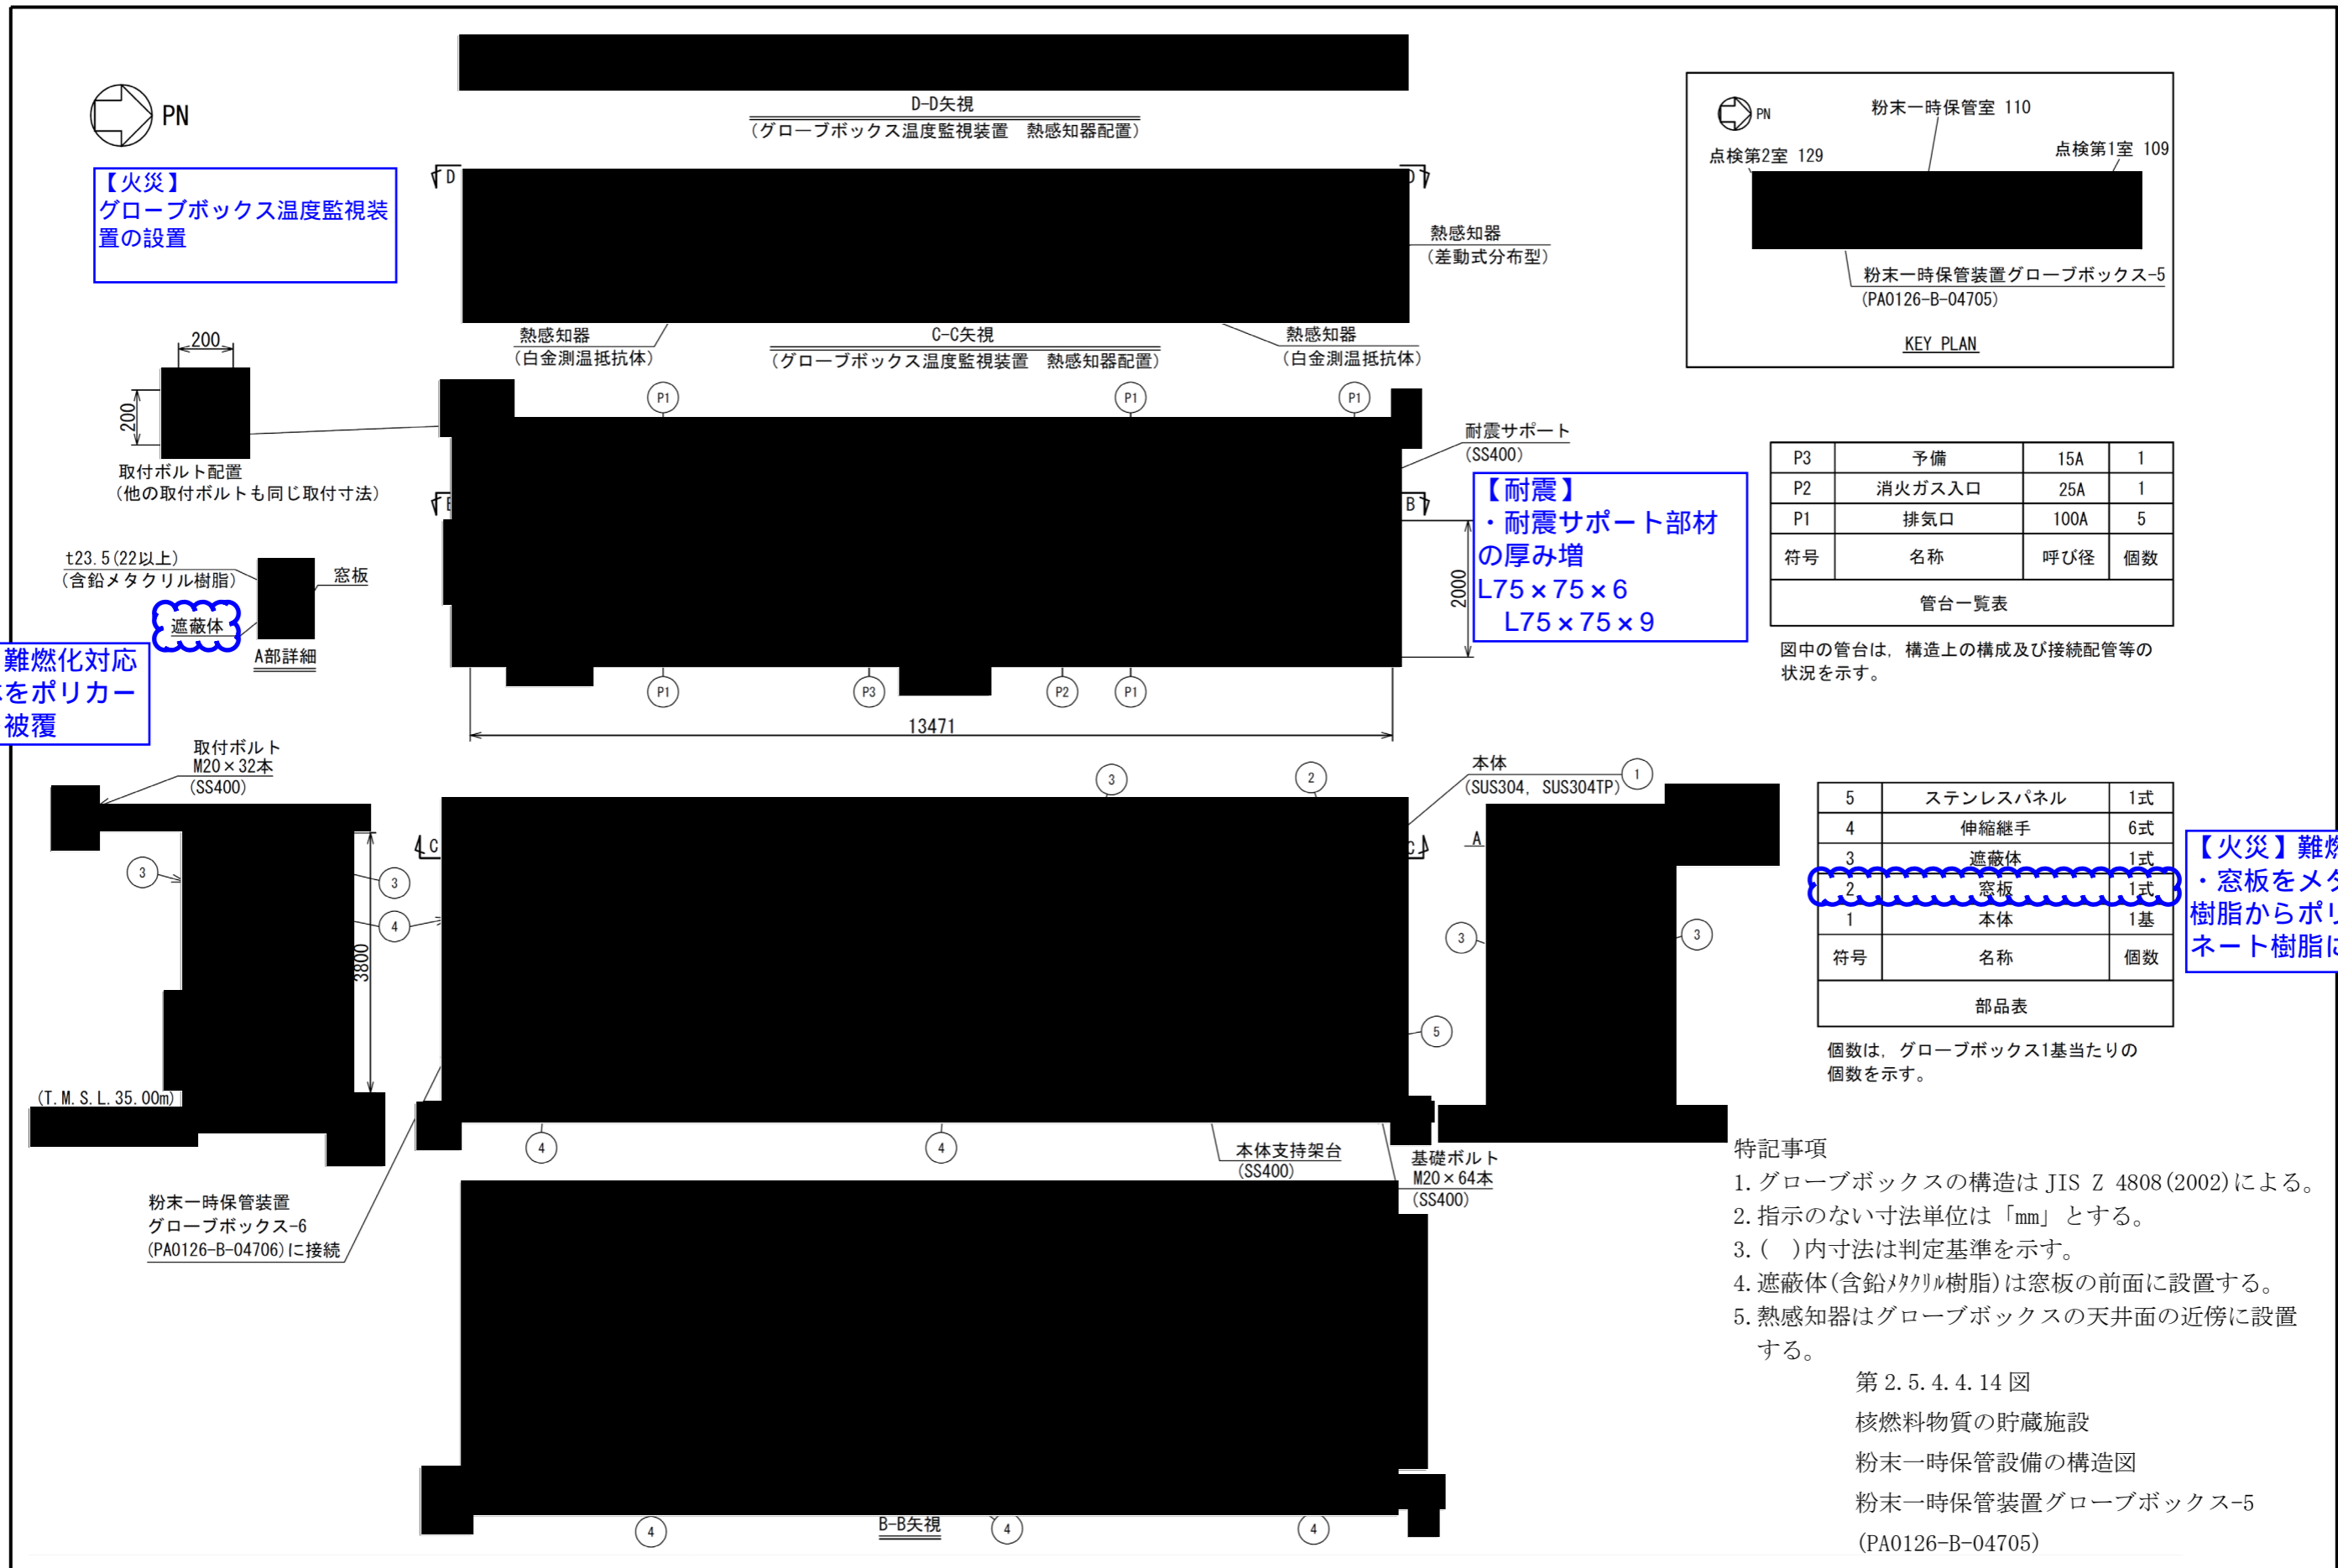 D-D矢視
(グローブボックス温度監視装置　熱感知器配置)
PN
【火災】
グローブボックス温度監視装
置の設置
D
D
熱感知器
(差動式分布型)
熱感知器
(白金測温抵抗体)
C-C矢視
(グローブボックス温度監視装置　熱感知器配置)
熱感知器
(白金測温抵抗体)
PN
粉末一時保管室 110
点検第2室 129
点検第1室 109
粉末一時保管装置グローブボックス-5
(PA0126-B-04705)
KEY PLAN
200
200
取付ボルト配置
(他の取付ボルトも同じ取付寸法)
P1
P1
P1
耐震サポート
(SS400)
B
【耐震】
・耐震サポート部材
の厚み増
L75×75×6
L75×75×9
2000
P3 予備 15A 1
P2 消火ガス入口 25A 1
P1 排気口 100A 5
符号 名称 呼び径 個数
管台一覧表
図中の管台は, 構造上の構成及び接続配管等の
状況を示す。
t23.5(22以上)
(含鉛メタクリル樹脂)
窓板
遮蔽体
A部詳細
難燃化対応
をポリカー
被覆
P1
P3
P2
P1
13471
取付ボルト
M20×32本
(SS400)
3
3
4
3800
(T.M.S.L.35.00m)
3
2
本体
(SUS304, SUS304TP)
1
C
C
A
3
3
5
4
4
本体支持架台
(SS400)
基礎ボルト
M20×64本
(SS400)
粉末一時保管装置
グローブボックス-6
(PA0126-B-04706)に接続
5 ステンレスパネル 1式
4 伸縮継手 6式
3 遮蔽体 1式
2 窓板 1式
1 本体 1基
符号 名称 個数
部品表
【火災】難
・窓板をメタ
樹脂からポリ
ネート樹脂に
個数は, グローブボックス1基当たりの
個数を示す。
4
B-B矢視
4
4
特記事項
1.グローブボックスの構造は JIS Z 4808(2002)による。
2.指示のない寸法単位は「mm」とする。
3.(　)内寸法は判定基準を示す。
4.遮蔽体(含鉛ﾒﾀｸﾘﾙ樹脂)は窓板の前面に設置する。
5.熱感知器はグローブボックスの天井面の近傍に設置
する。
第 2.5.4.4.14 図
核燃料物質の貯蔵施設
粉末一時保管設備の構造図
粉末一時保管装置グローブボックス-5
(PA0126-B-04705)